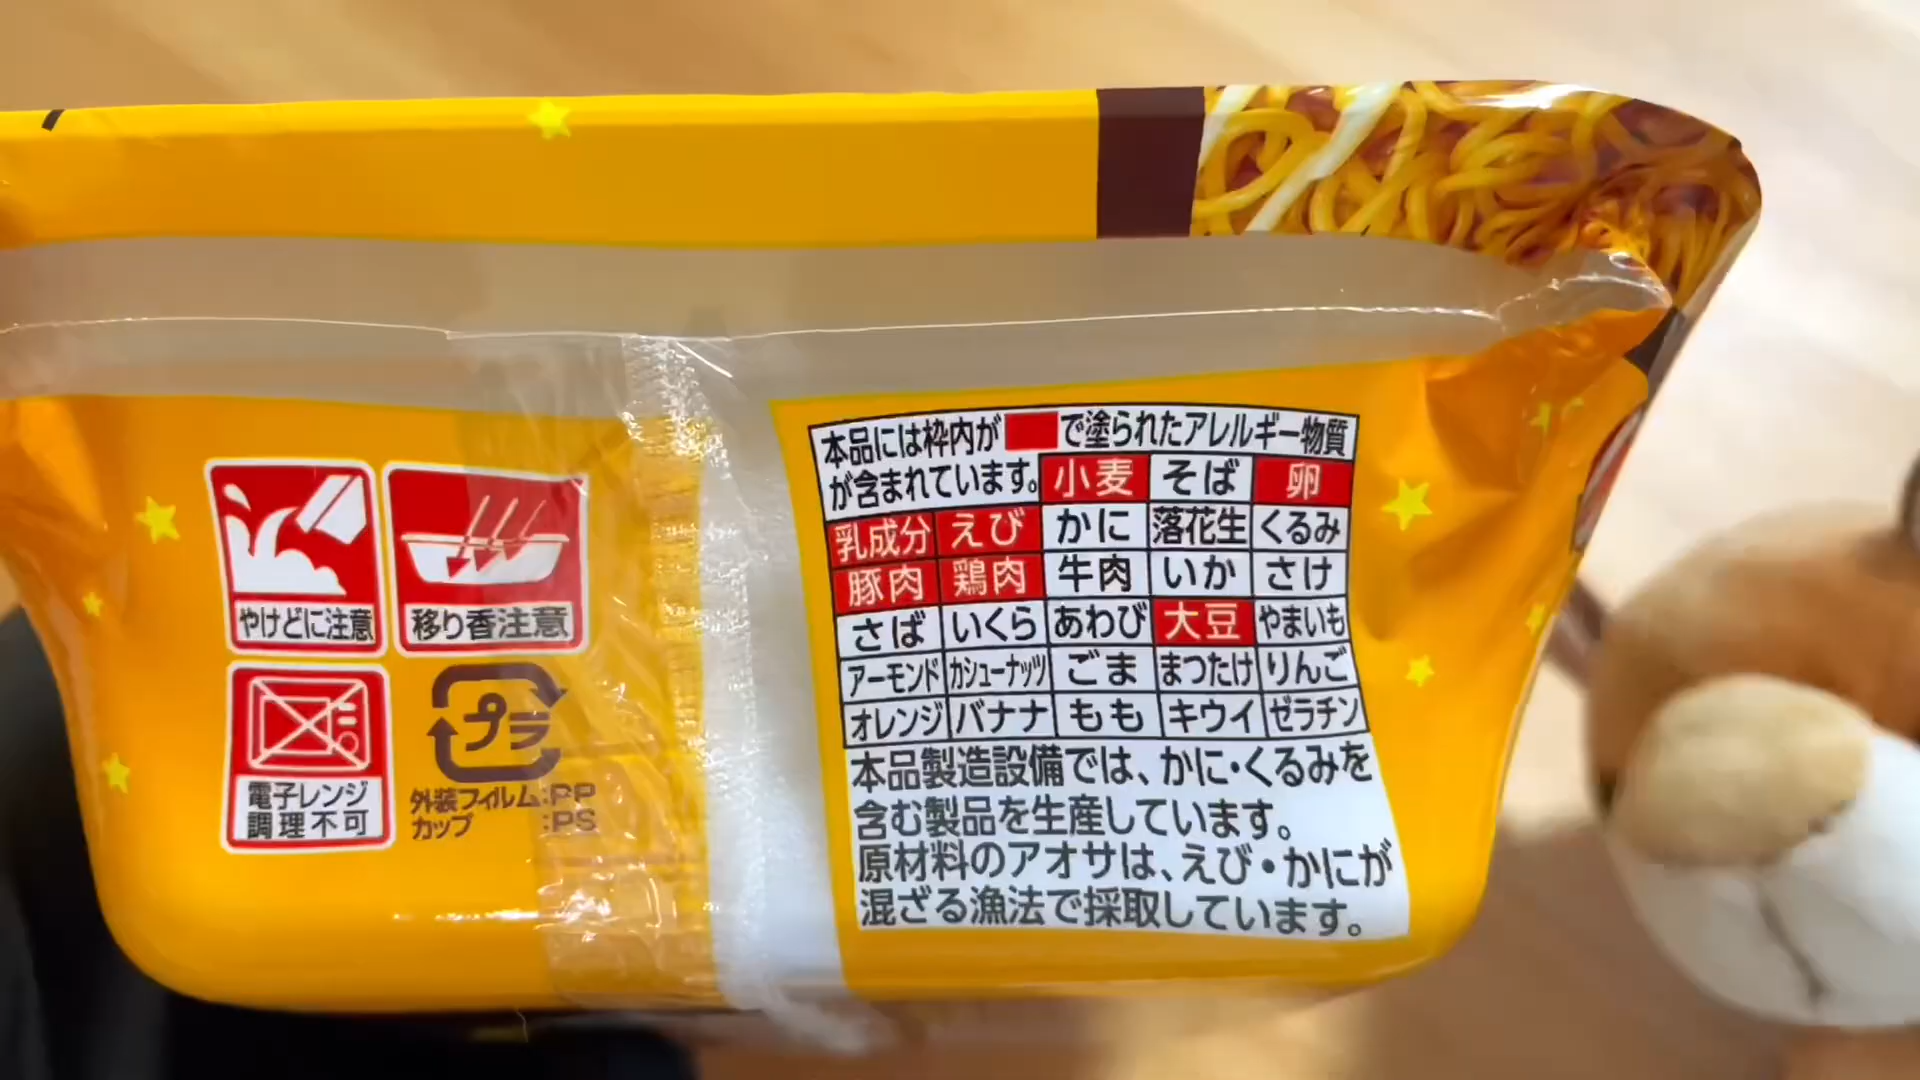 やけどに注意
移り香注意
電子レンジ
調理不可
プラ
外装フィルム:PP
カップ :PS
本品には枠内が で塗られたアレルギー物質
が含まれています。 小麦 そば 卵
乳成分 えび かに 落花生 くるみ
豚肉 鶏肉 牛肉 いか さけ
さば いくら あわび 大豆 やまいも
アーモンド カシューナッツ ごま まつたけ りんご
オレンジ バナナ もも キウイ ゼラチン
本品製造設備では、かに・くるみを
含む製品を生産しています。
原材料のアオサは、えび・かにが
混ざる漁法で採取しています。